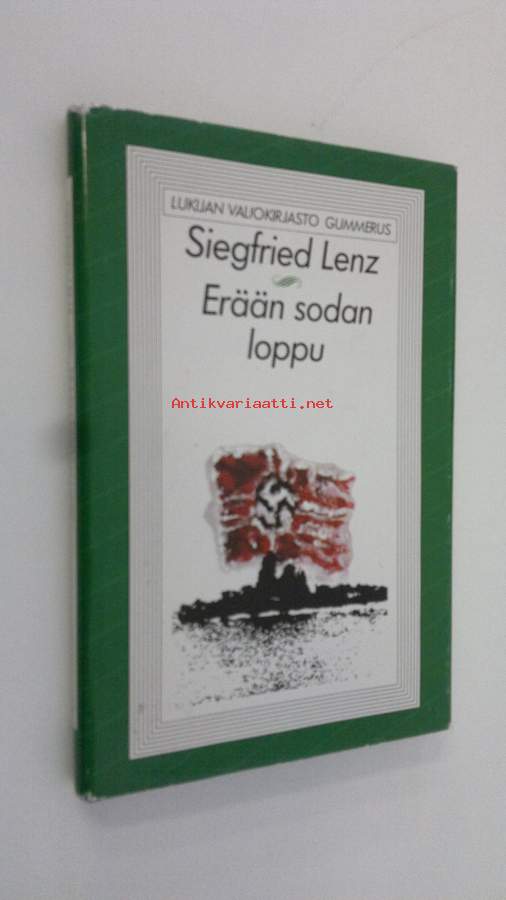 LUKIJAN VALIOKIRJASTO GUMMERUS
Siegfried Lenz
Erään sodan
loppu
Antikvariaatti.net